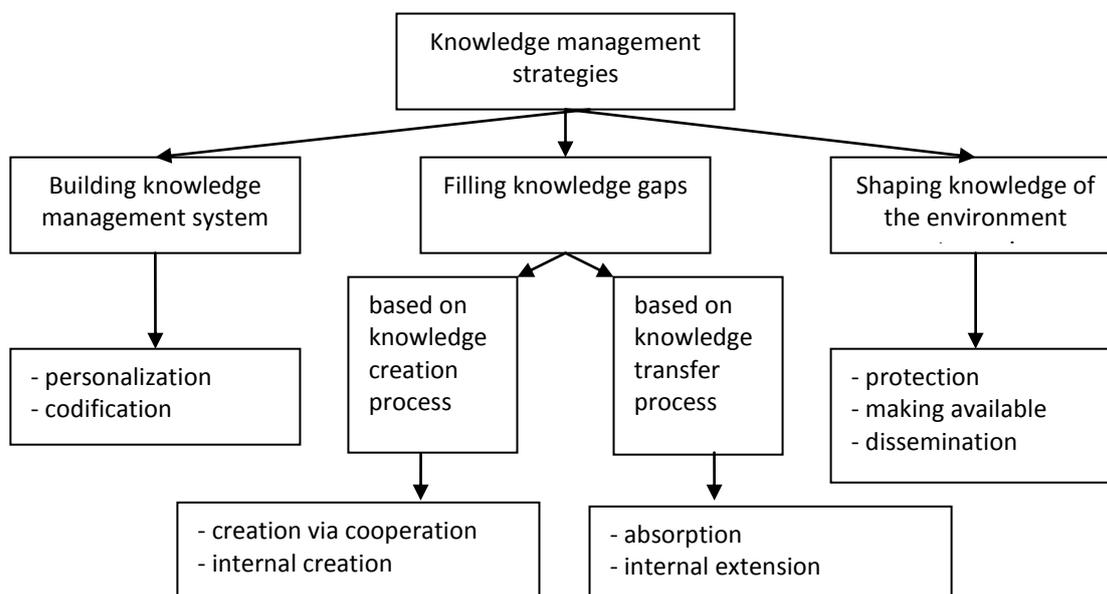 Knowledge management
strategies
Building knowledge
management system
Filling knowledge gaps
Shaping knowledge of
the environment
based on
knowledge
creation
process
based on
knowledge
transfer
process
- personalization
- codification
- protection
- making available
- dissemination
- creation via cooperation
- internal creation
- absorption
- internal extension